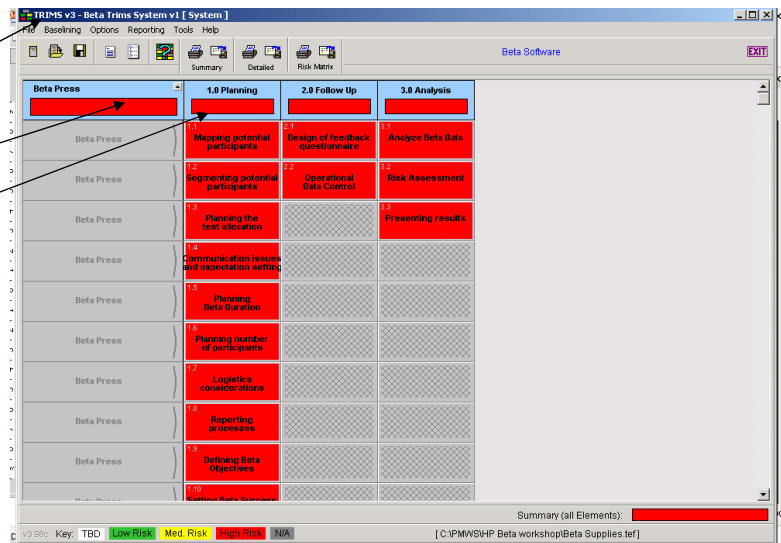 TRIMS v3 - Beta Trims System v1 [ System ]
File Baselining Options Reporting Tools Help
Summary Detailed Risk Matrix
Beta Software
EXIT
Beta Press 1.0 Planning 2.0 Follow Up 3.0 Analysis
Beta Press
1.1 Mapping potential
participants
2.1 Design of feedback
questionnaire
3.1 Analyze Beta Data
Beta Press
1.2 Segmenting potential
participants
2.2 Operational
Data Control
3.2 Risk Assessment
Beta Press
1.3 Planning the
test allocation
3.3 Presenting results
Beta Press
1.4 Communication issues
and expectation setting
Beta Press
1.5 Planning
Beta Duration
Beta Press
1.6 Planning number
of participants
Beta Press
1.7 Logistics
considerations
Beta Press
1.8 Reporting
processes
Beta Press
1.9 Defining Beta
Objectives
Beta Press
1.10 Setting Beta Success
Summary (all Elements):
v3.98c Key: TBD Low Risk Med. Risk High Risk N/A [ C:\PMWS\HP Beta workshop\Beta Supplies.tef ]